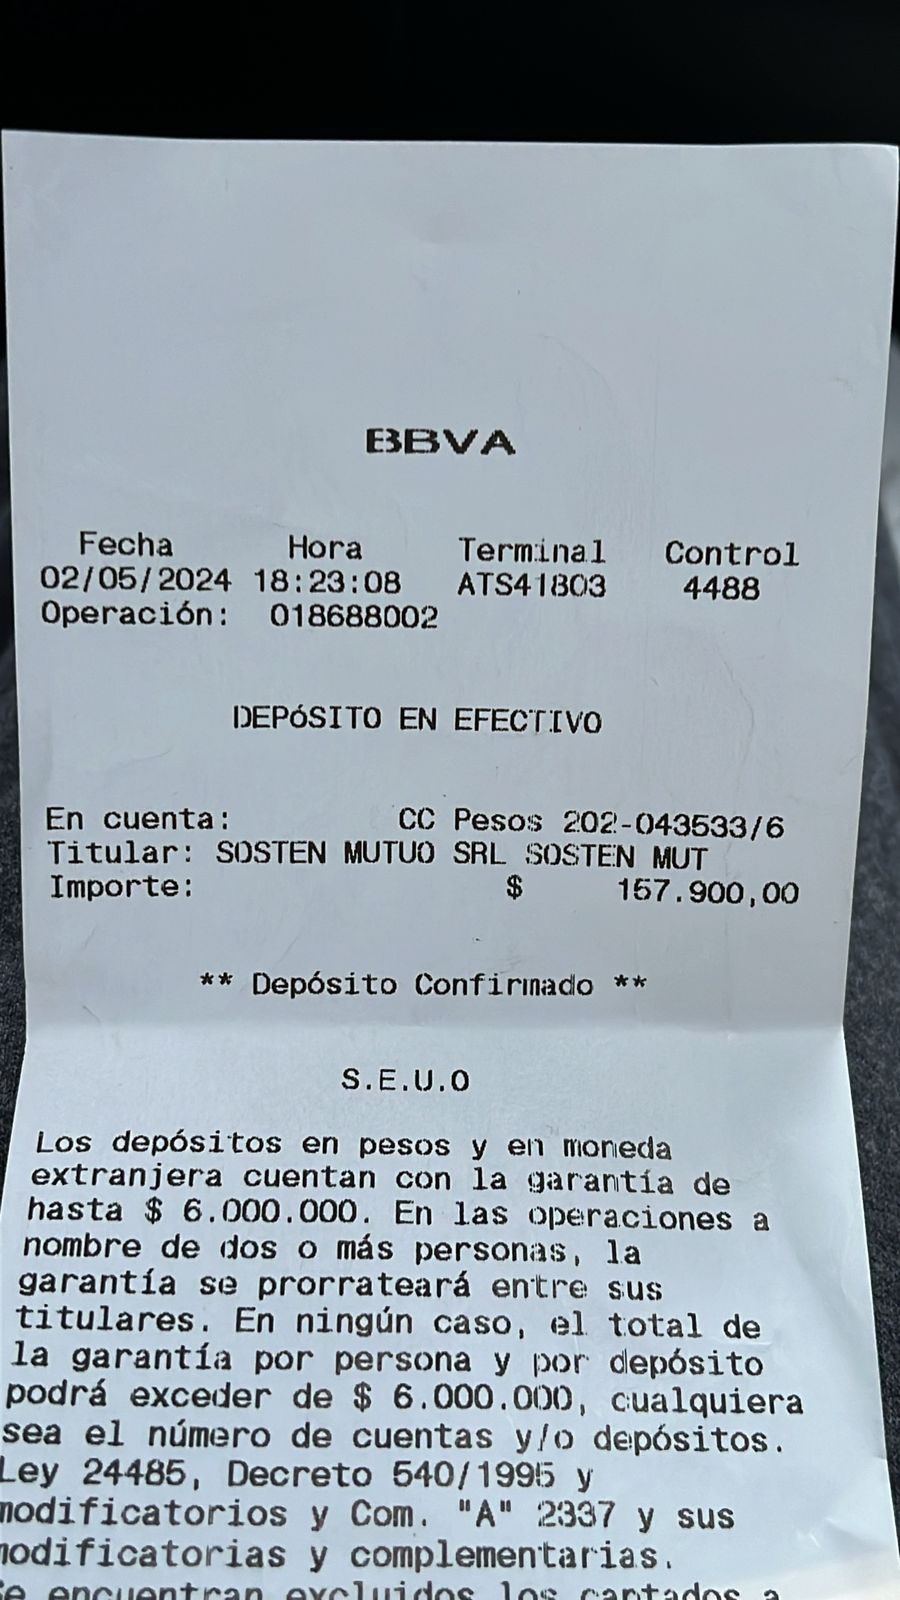 BBVA
Fecha Hora Terminal Control
02/05/2024 18:23:08 ATS41803 4488
Operación: 018688002
DEPóSITO EN EFECTIVO
En cuenta: CC Pesos 202-043533/6
Titular: SOSTEN MUTUO SRL SOSTEN MUT
Importe: $ 157.900,00
** Depósito Confirmado **
S.E.U.O
Los depósitos en pesos y en moneda
extranjera cuentan con la garantía de
hasta $ 6.000.000. En las operaciones a
nombre de dos o más personas, la
garantía se prorrateará entre sus
titulares. En ningún caso, el total de
la garantía por persona y por depósito
podrá exceder de $ 6.000.000, cualquiera
sea el número de cuentas y/o depósitos.
Ley 24485, Decreto 540/1995 y
modificatorios y Com. "A" 2337 y sus
modificatorias y complementarias.
Se encuentran excluidos los captados a